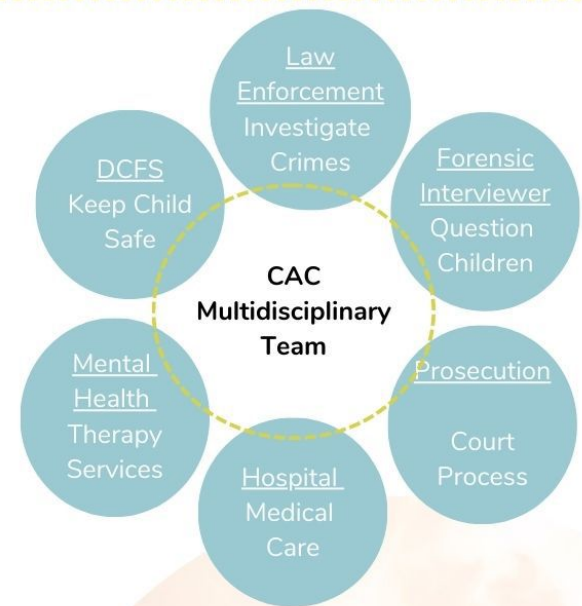 Law
Enforcement
Investigate
Crimes
Forensic
Interviewer
Question
Children
Prosecution
Court
Process
Hospital
Medical
Care
Mental
Health
Therapy
Services
DCFS
Keep Child
Safe
CAC
Multidisciplinary
Team